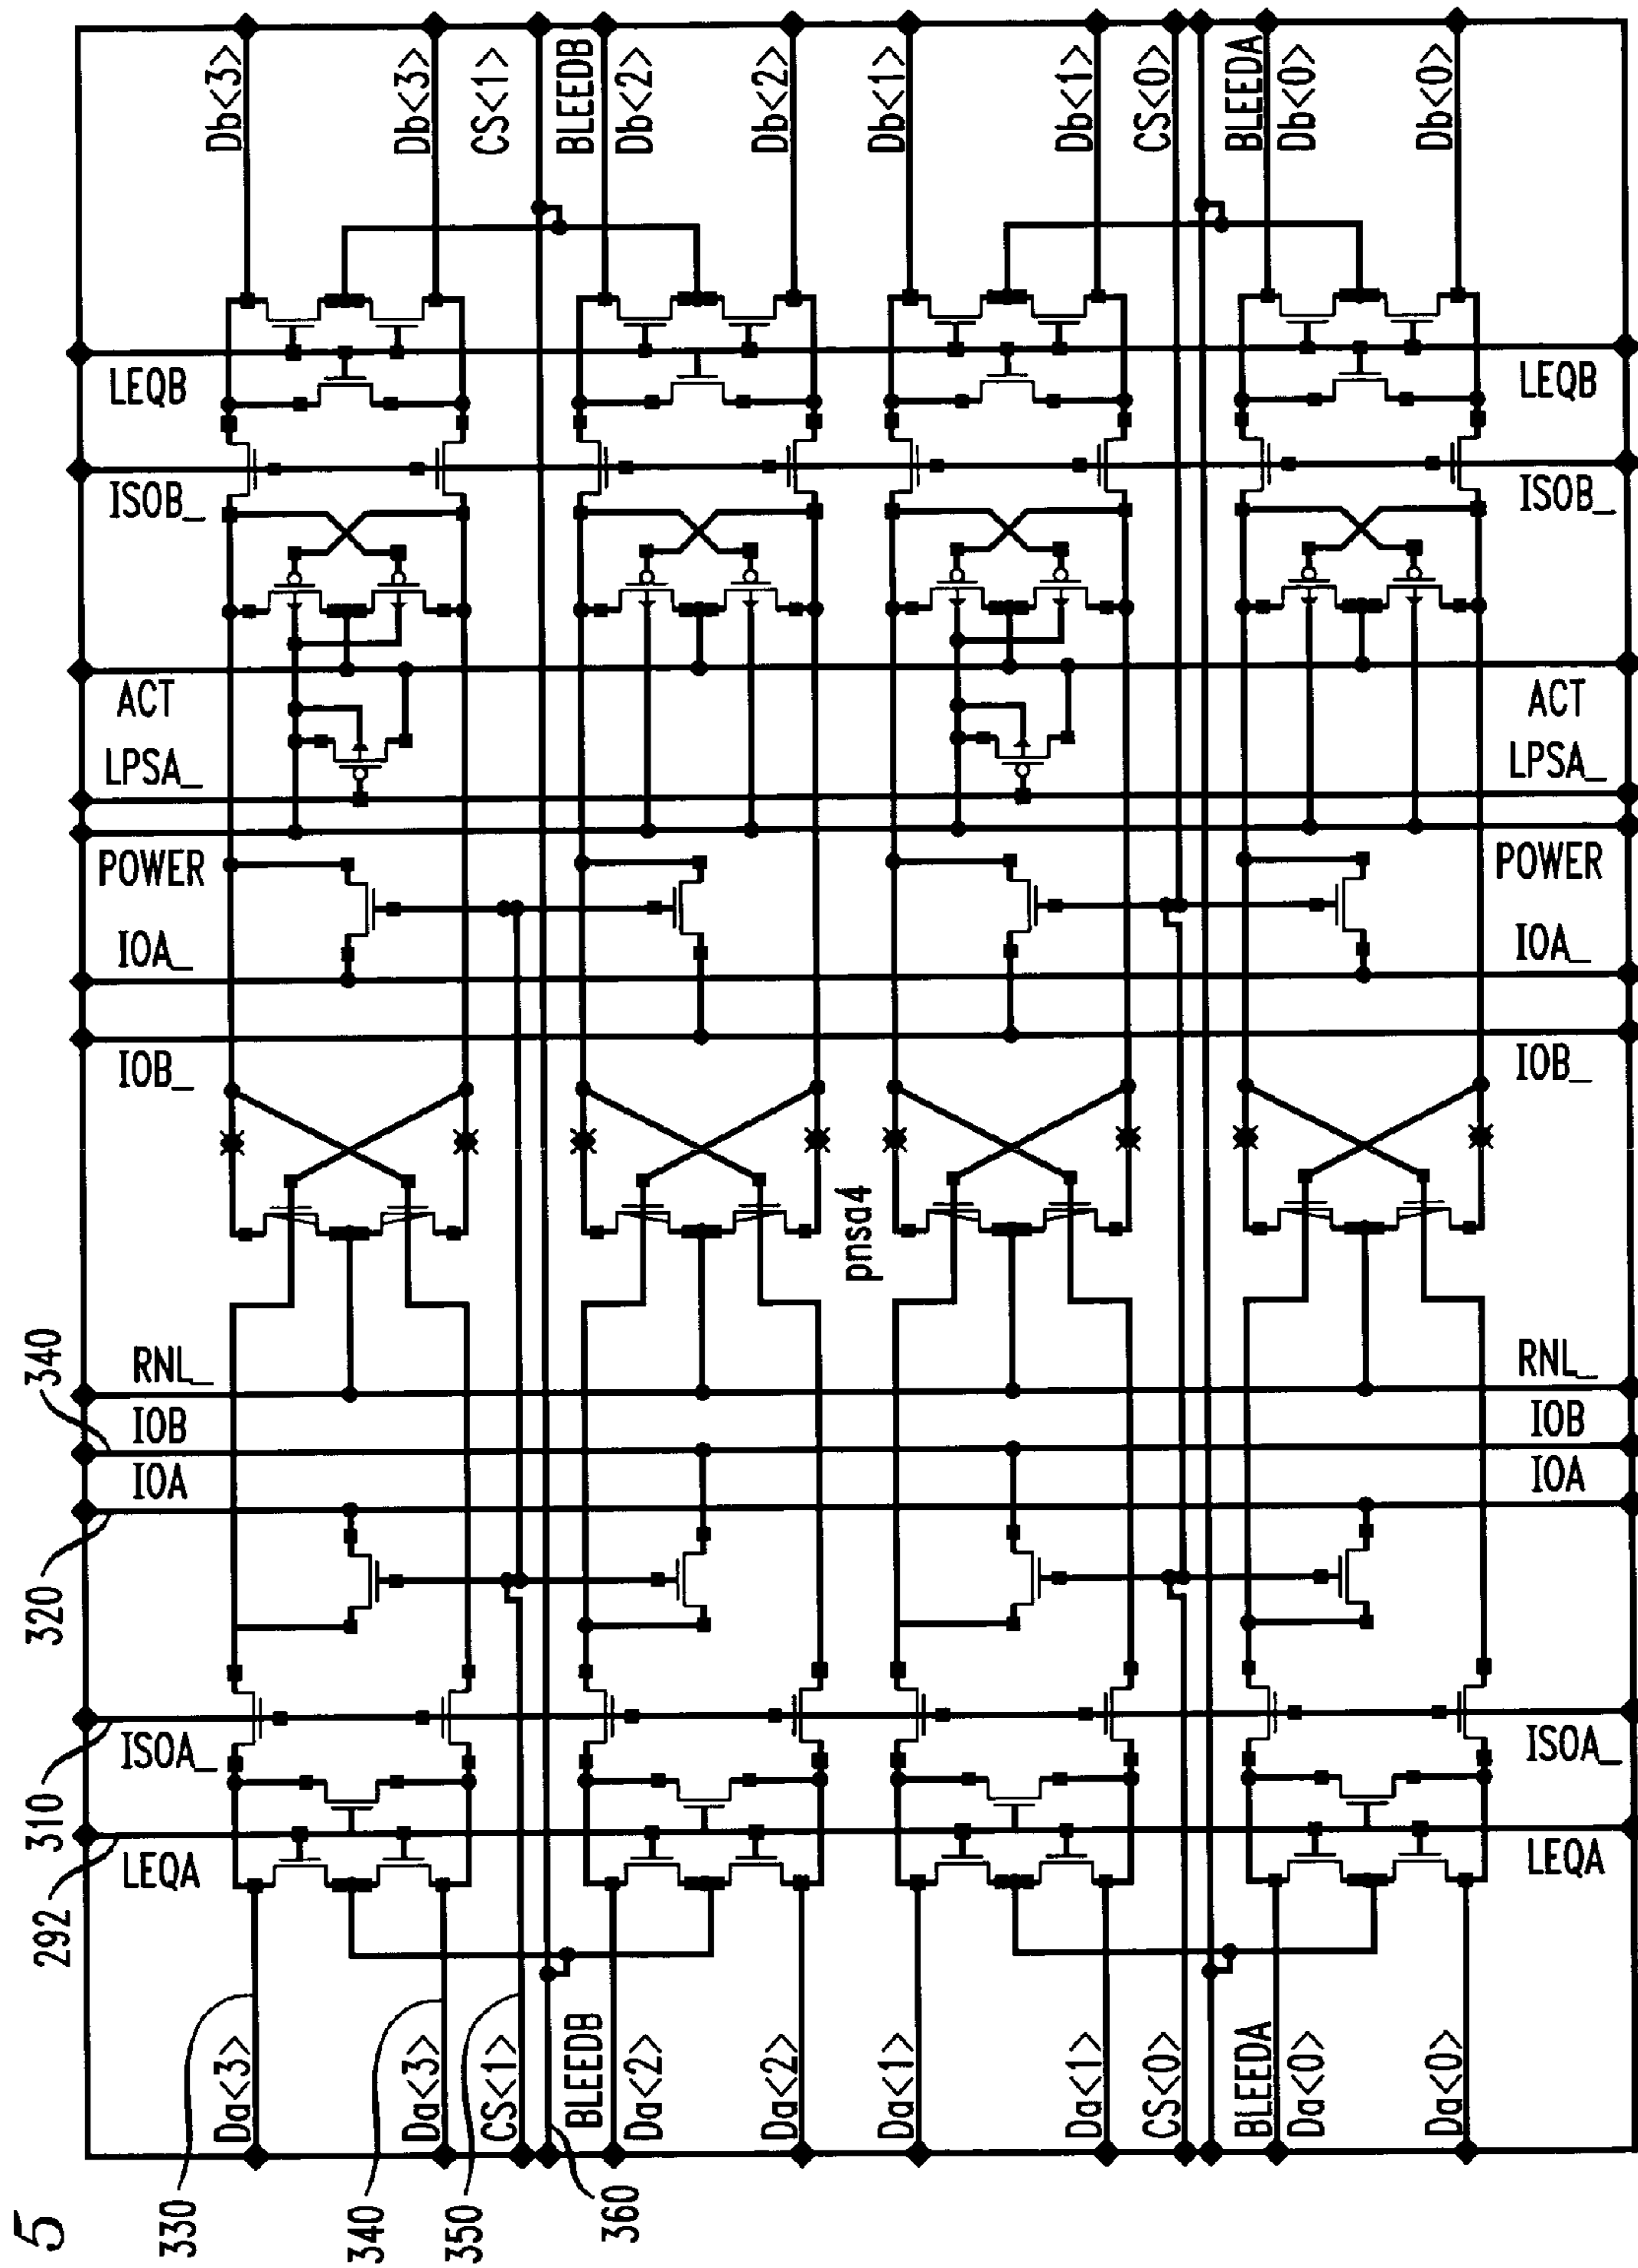 5
Db<3>
Db<3>
CS<1>
BLEEDB
Db<2>
Db<2>
Db<1>
Db<1>
CS<0>
BLEEDA
Db<0>
Db<0>
LEQB
LEQB
ISOB_
ISOB_
ACT
ACT
LPSA_
LPSA_
POWER
POWER
IOA_
IOA_
IOB_
IOB_
pnsa4
340
RNL_
RNL_
IOB
IOB
IOA
IOA
320
ISOA_
ISOA_
310
LEQA
LEQA
292
Da<3>
Da<3>
CS<1>
BLEEDB
Da<2>
Da<2>
Da<1>
Da<1>
CS<0>
BLEEDA
Da<0>
Da<0>
330
340
350
360